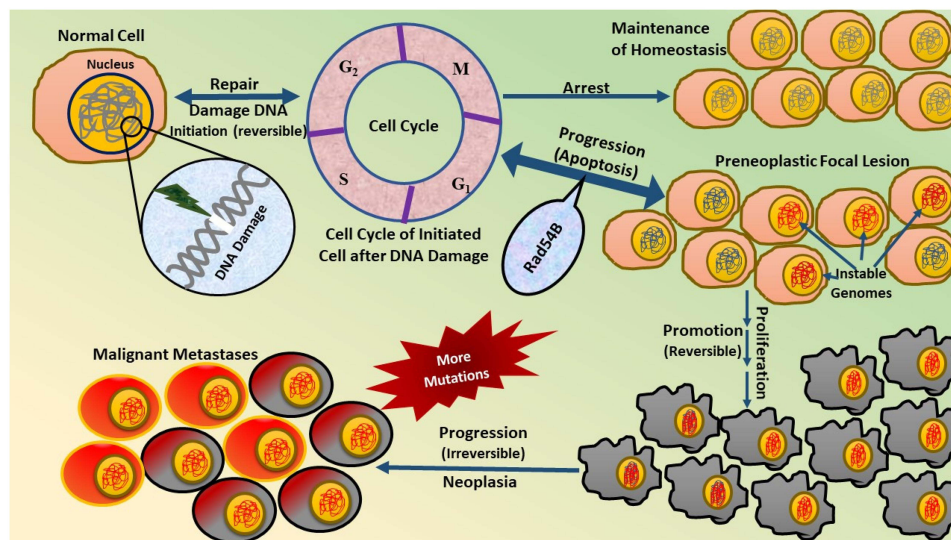 Normal Cell
Nucleus
Repair
Damage DNA
Initiation (reversible)
DNA Damage
G₂
M
S
G₁
Cell Cycle
Cell Cycle of Initiated
Cell after DNA Damage
Arrest
Maintenance
of Homeostasis
Progression
(Apoptosis)
Rad54B
Preneoplastic Focal Lesion
Instable
Genomes
Promotion
(Reversible)
Proliferation
More
Mutations
Progression
(Irreversible)
Neoplasia
Malignant Metastases